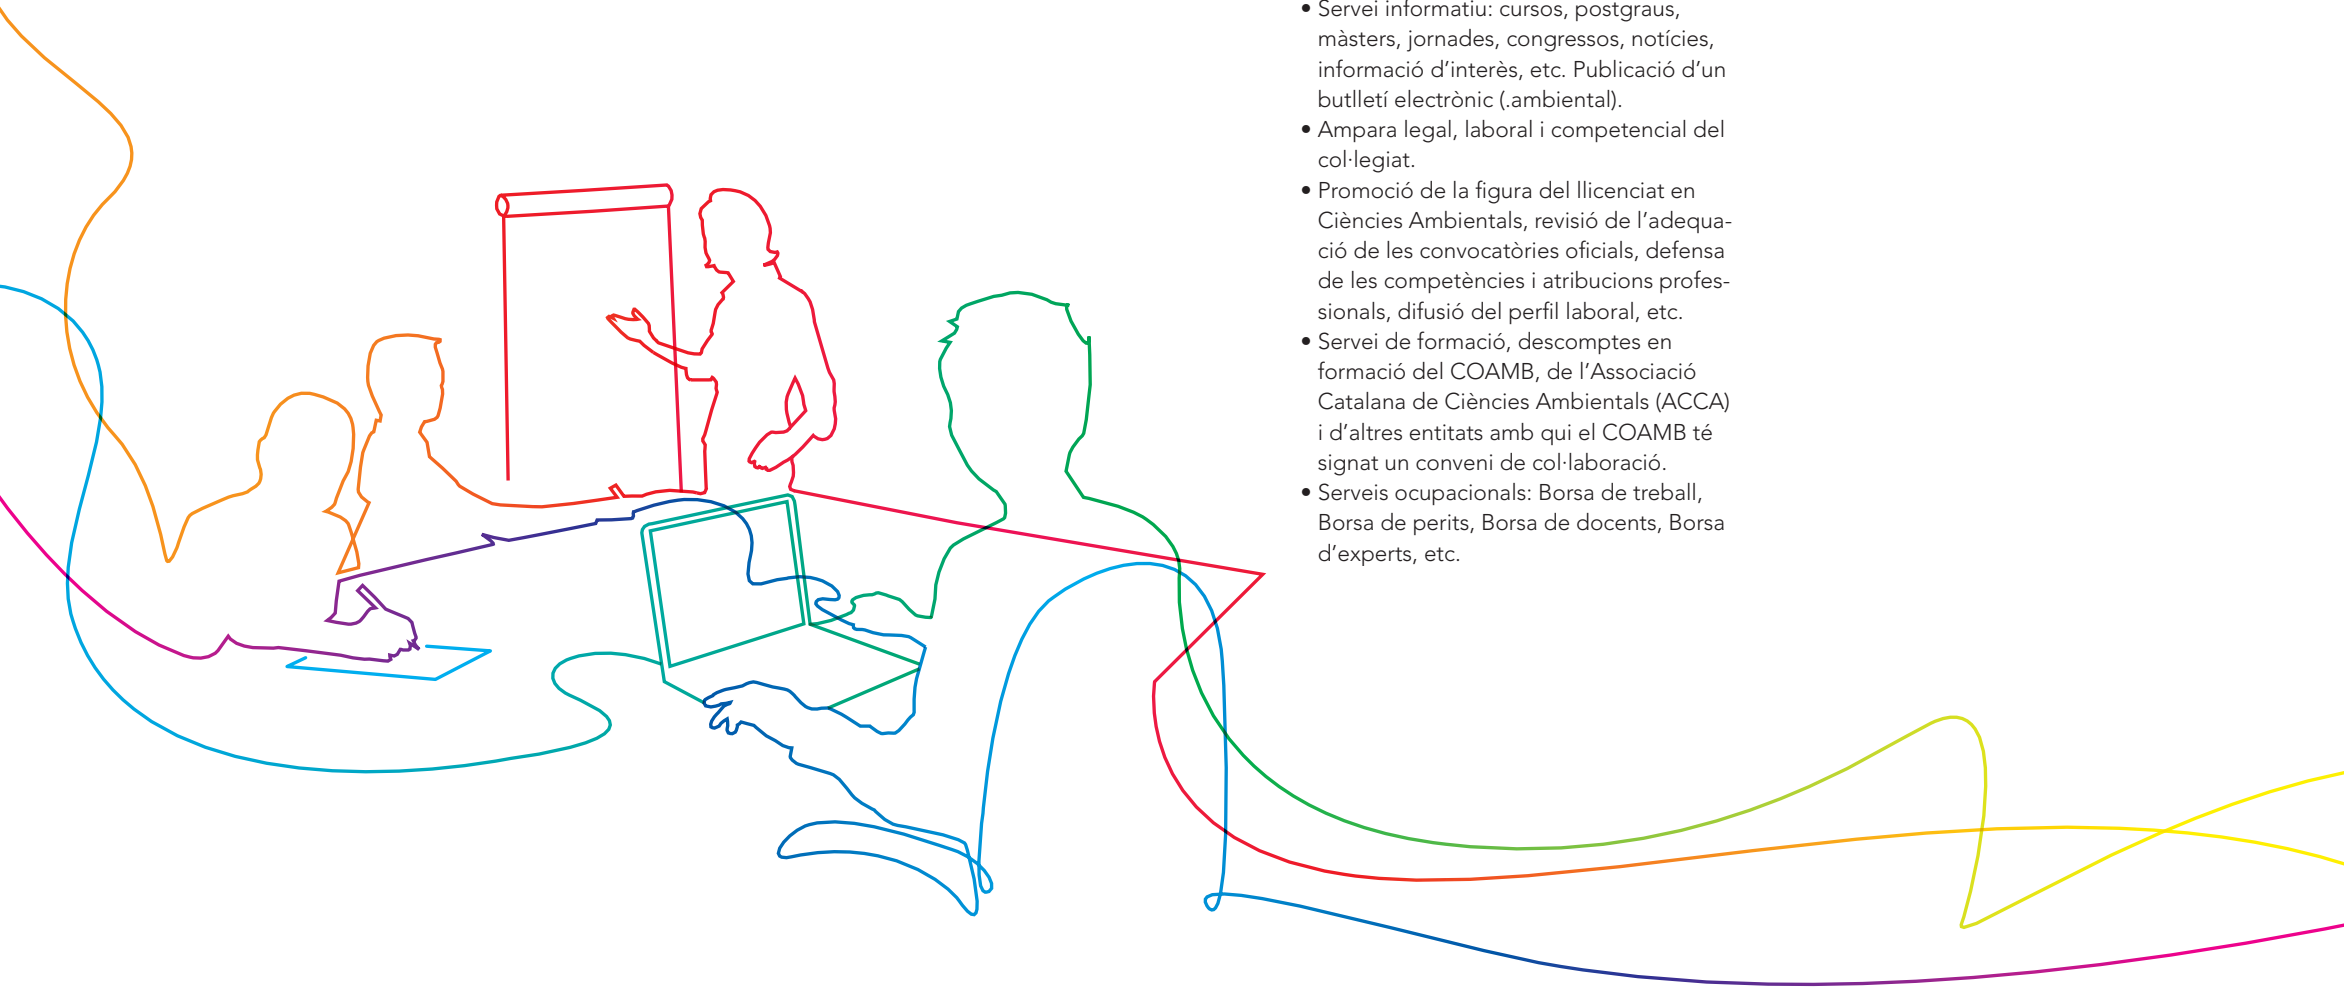 • Servei informatiu: cursos, postgraus,
màsters, jornades, congressos, notícies,
informació d’interès, etc. Publicació d’un
butlletí electrònic (.ambiental).
• Ampara legal, laboral i competencial del
col·legiat.
• Promoció de la figura del llicenciat en
Ciències Ambientals, revisió de l’adequa-
ció de les convocatòries oficials, defensa
de les competències i atribucions profes-
sionals, difusió del perfil laboral, etc.
• Servei de formació, descomptes en
formació del COAMB, de l’Associació
Catalana de Ciències Ambientals (ACCA)
i d’altres entitats amb qui el COAMB té
signat un conveni de col·laboració.
• Serveis ocupacionals: Borsa de treball,
Borsa de perits, Borsa de docents, Borsa
d’experts, etc.